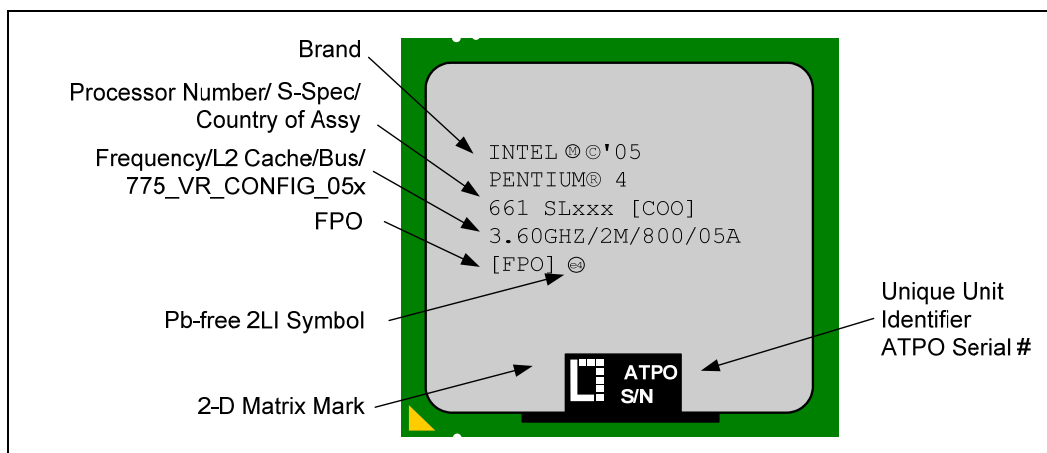 Brand
Processor Number/ S-Spec/
Country of Assy
Frequency/L2 Cache/Bus/
775_VR_CONFIG_05x
FPO
Pb-free 2LI Symbol
2-D Matrix Mark
INTEL Ⓜ©'05
PENTIUM® 4
661 SLxxx [COO]
3.60GHZ/2M/800/05A
[FPO] e4
ATPO
S/N
Unique Unit
Identifier
ATPO Serial #